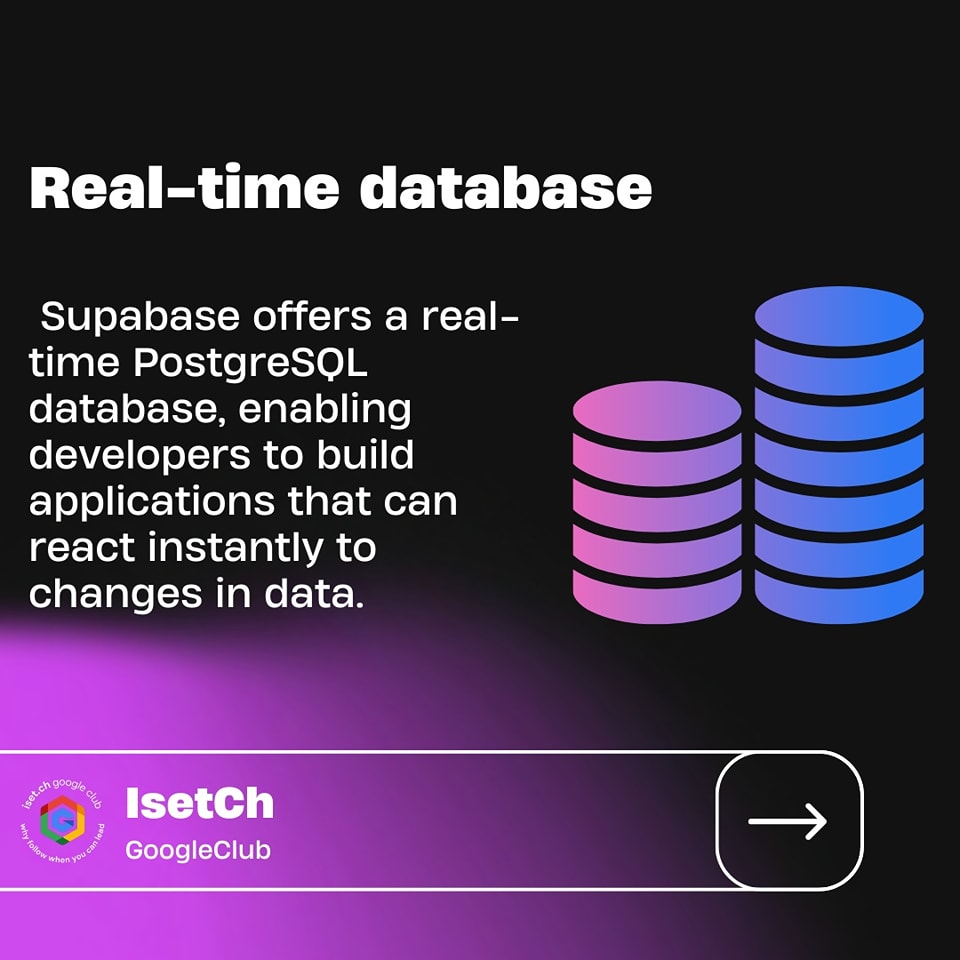 Real-time database
Supabase offers a real-
time PostgreSQL
database, enabling
developers to build
applications that can
react instantly to
changes in data.
iset.ch google club
why follow when you can lead
IsetCh
GoogleClub